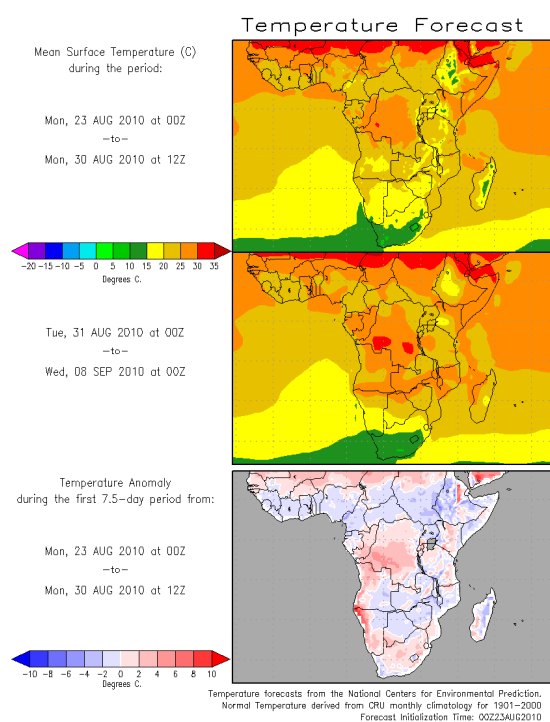 Temperature Forecast
Mean Surface Temperature (C)
during the period:
Mon, 23 AUG 2010 at 00Z
-to-
Mon, 30 AUG 2010 at 12Z
-20 -15 -10 -5 0 5 10 15 20 25 30 35
Degrees C.
Tue, 31 AUG 2010 at 00Z
-to-
Wed, 08 SEP 2010 at 00Z
Temperature Anomaly
during the first 7.5-day period from:
Mon, 23 AUG 2010 at 00Z
-to-
Mon, 30 AUG 2010 at 12Z
-10 -8 -6 -4 -2 0 2 4 6 8 10
Degrees C.
Temperature forecasts from the National Centers for Environmental Prediction.
Normal Temperature derived from CRU monthly climatology for 1901-2000
Forecast Initialization Time: 00Z23AUG2010